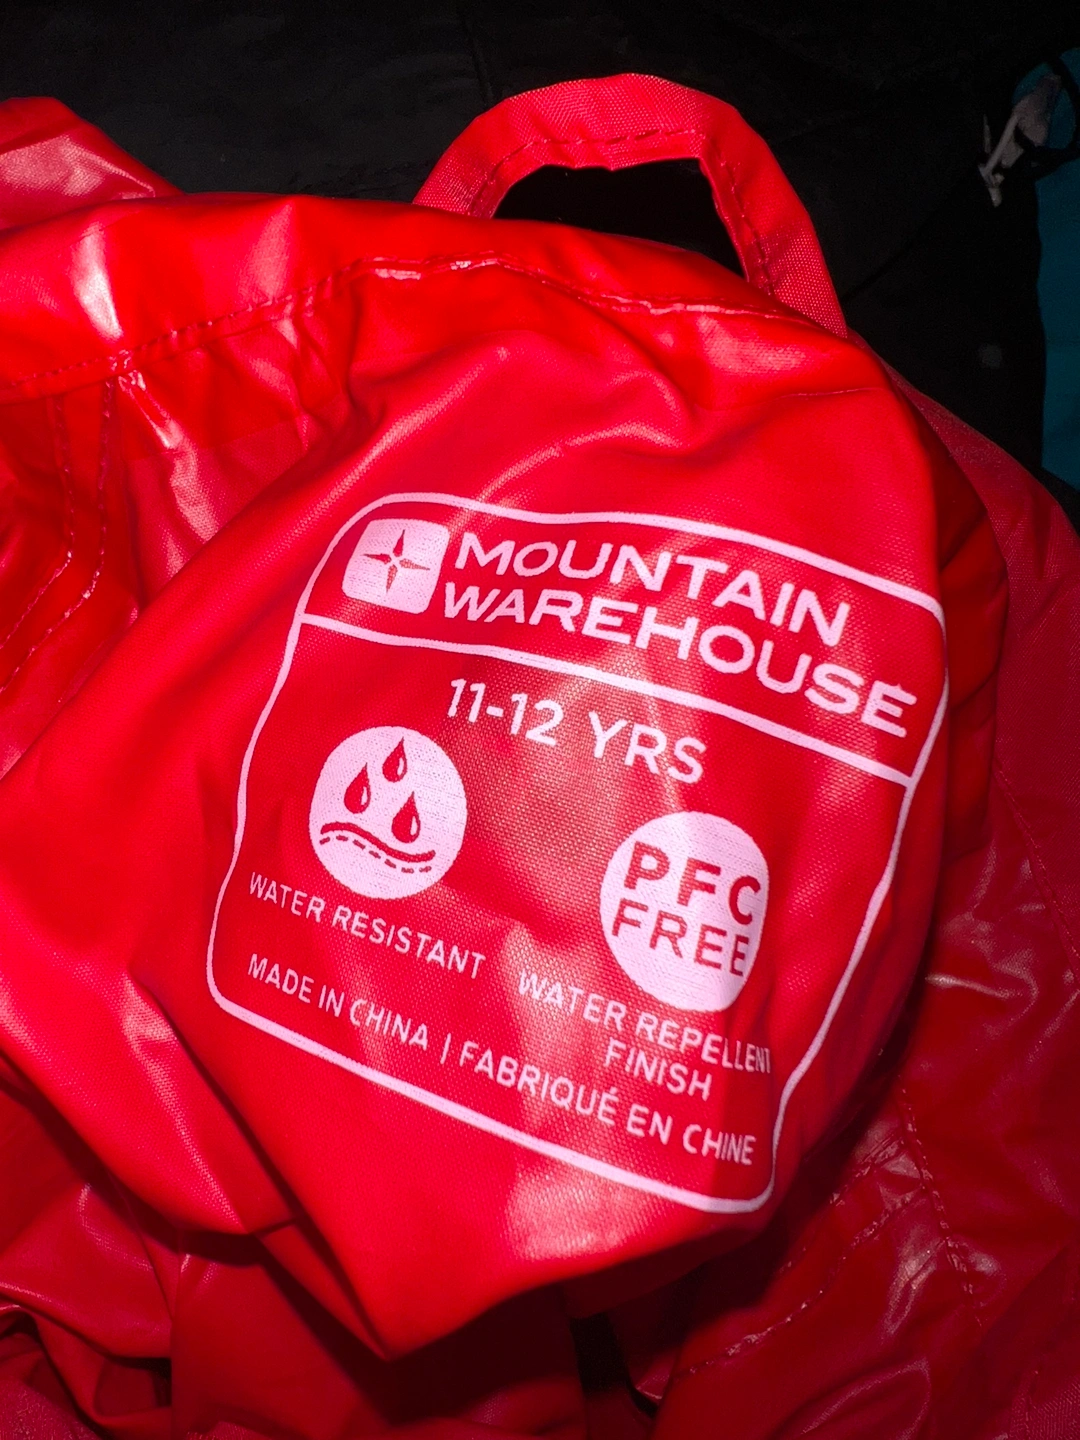 MOUNTAIN
WAREHOUSE
11-12 YRS
PFC
FREE
WATER RESISTANT
WATER REPELLENT
FINISH
MADE IN CHINA | FABRIQUÉ EN CHINE